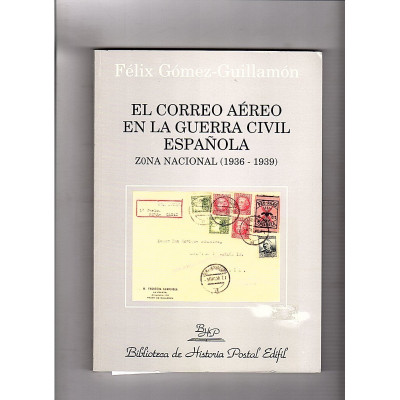 Félix Gómez-Guillamón
EL CORREO AÉREO
EN LA GUERRA CIVIL
ESPAÑOLA
ZONA NACIONAL (1936 - 1939)
BHP
Biblioteca de Historia Postal Edifil